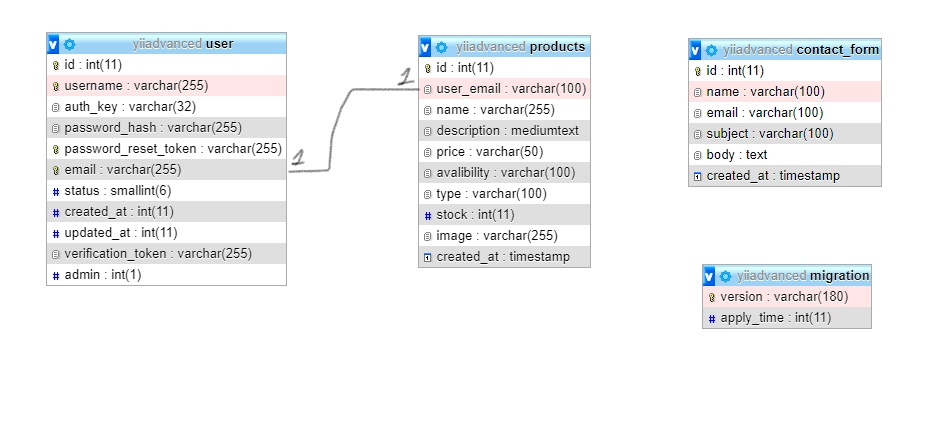 yiiadvanced user
id : int(11)
username : varchar(255)
auth_key : varchar(32)
password_hash : varchar(255)
password_reset_token : varchar(255)
email : varchar(255)
# status : smallint(6)
# created_at : int(11)
# updated_at : int(11)
verification_token : varchar(255)
# admin : int(1)
1
1
yiiadvanced products
id : int(11)
user_email : varchar(100)
name : varchar(255)
description : mediumtext
price : varchar(50)
avalibility : varchar(100)
type : varchar(100)
# stock : int(11)
image : varchar(255)
created_at : timestamp
yiiadvanced contact_form
id : int(11)
name : varchar(100)
email : varchar(100)
subject : varchar(100)
body : text
created_at : timestamp
yiiadvanced migration
version : varchar(180)
# apply_time : int(11)